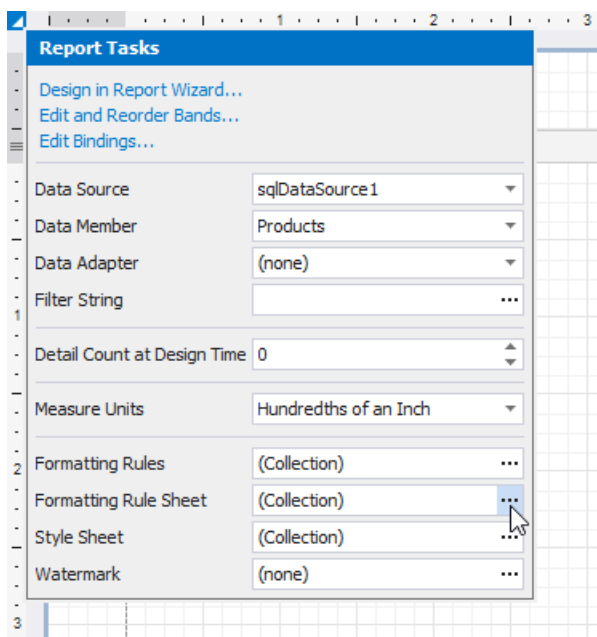 1 2 3
Report Tasks
Design in Report Wizard...
Edit and Reorder Bands...
Edit Bindings...
Data Source sqlDataSource1
Data Member Products
Data Adapter (none)
Filter String ...
1
Detail Count at Design Time 0
Measure Units Hundredths of an Inch
2 Formatting Rules (Collection) ...
Formatting Rule Sheet (Collection) ...
Style Sheet (Collection) ...
Watermark (none) ...
3